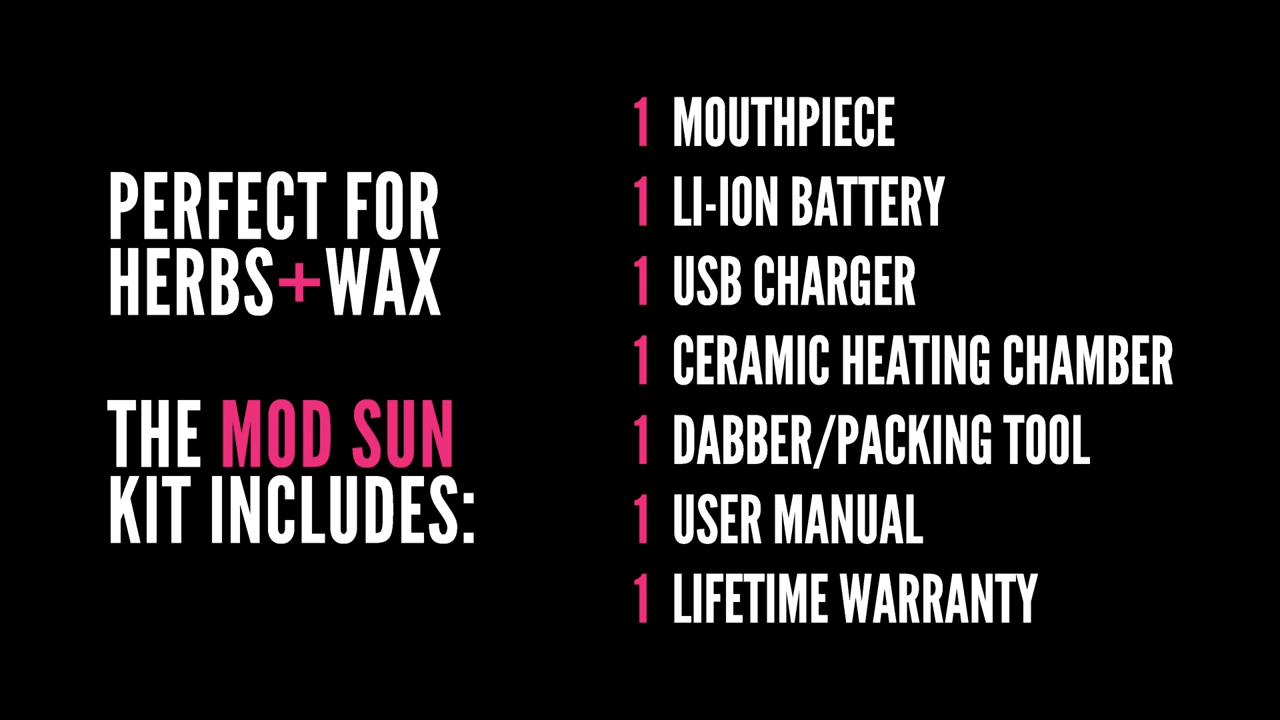 PERFECT FOR
HERBS+WAX
THE MOD SUN
KIT INCLUDES:
1 MOUTHPIECE
1 LI-ION BATTERY
1 USB CHARGER
1 CERAMIC HEATING CHAMBER
1 DABBER/PACKING TOOL
1 USER MANUAL
1 LIFETIME WARRANTY